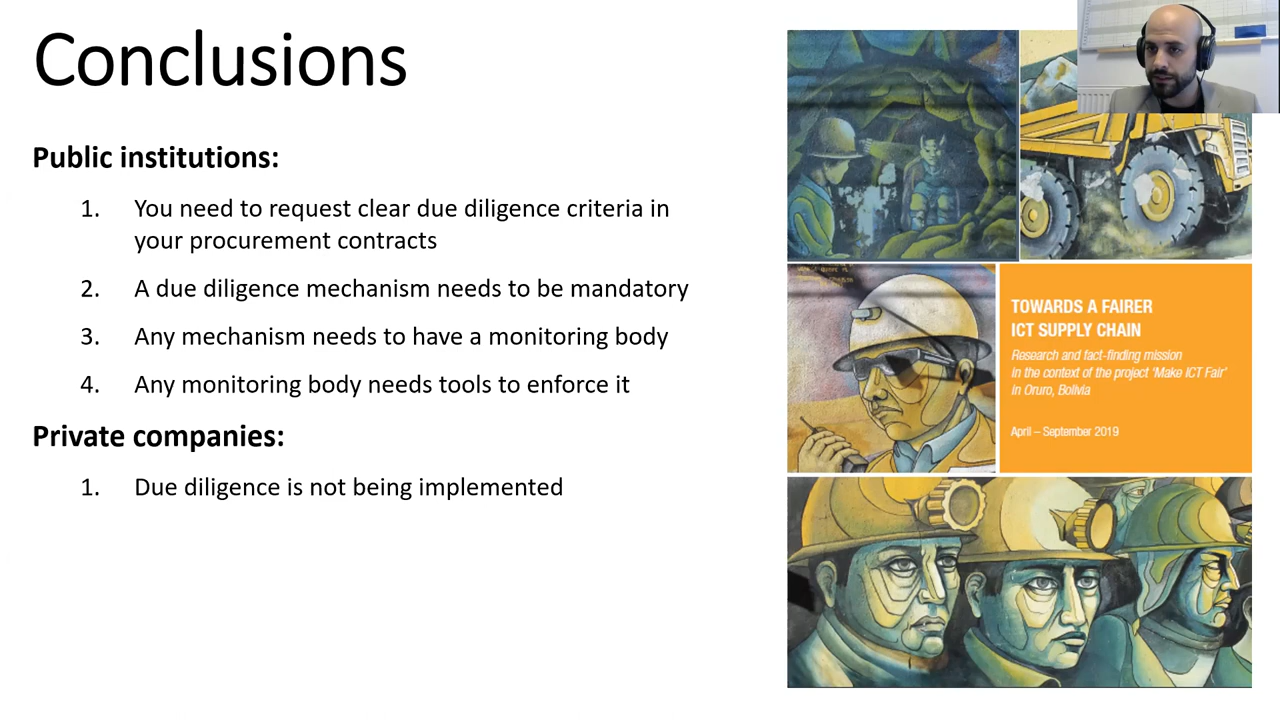 Conclusions
Public institutions:
1. You need to request clear due diligence criteria in
your procurement contracts
2. A due diligence mechanism needs to be mandatory
3. Any mechanism needs to have a monitoring body
4. Any monitoring body needs tools to enforce it
Private companies:
1. Due diligence is not being implemented
TOWARDS A FAIRER
ICT SUPPLY CHAIN
Research and fact-finding mission
in the context of the project ‘Make ICT Fair’
in Oruro, Bolivia
April – September 2019